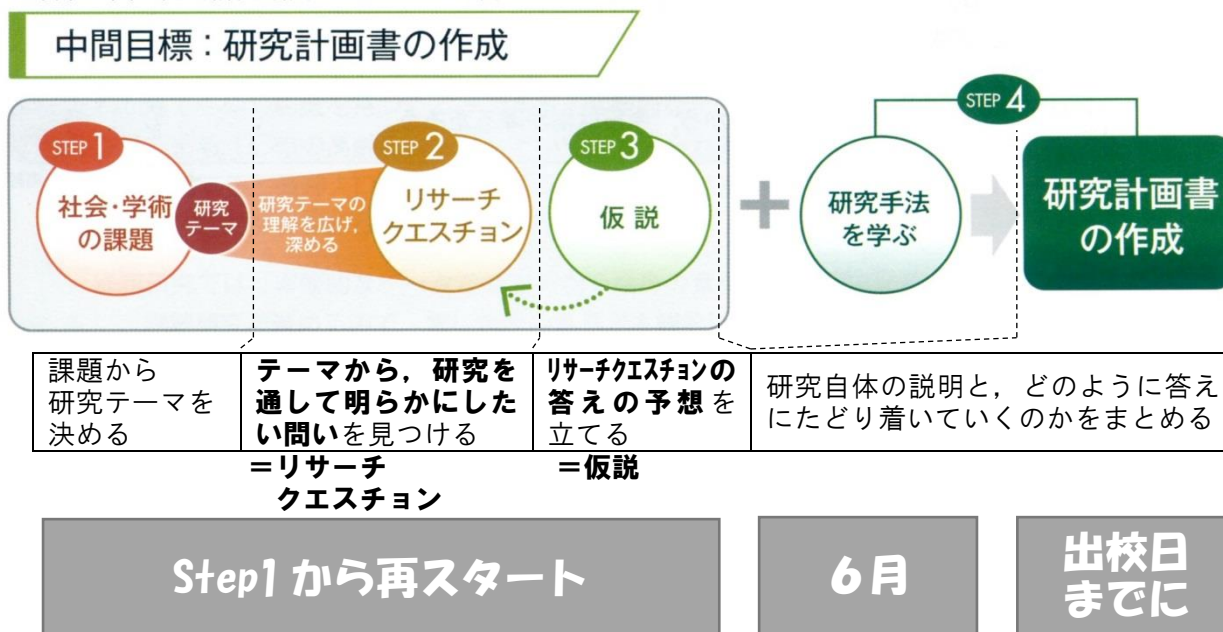 中間目標：研究計画書の作成
STEP 1
社会・学術
の課題
研究
テーマ
研究テーマの
理解を広げ,
深める
STEP 2
リサーチ
クエスチョン
STEP 3
仮説
+
STEP 4
研究手法
を学ぶ
研究計画書
の作成
課題から
研究テーマを
決める
テーマから，研究を
通して明らかにした
い問いを見つける
＝リサーチ
クエスチョン
ﾘｻｰﾁｸｴｽﾁｮﾝの
答えの予想を
立てる
＝仮説
研究自体の説明と，どのように答え
にたどり着いていくのかをまとめる
Step1から再スタート
６月
出校日
までに